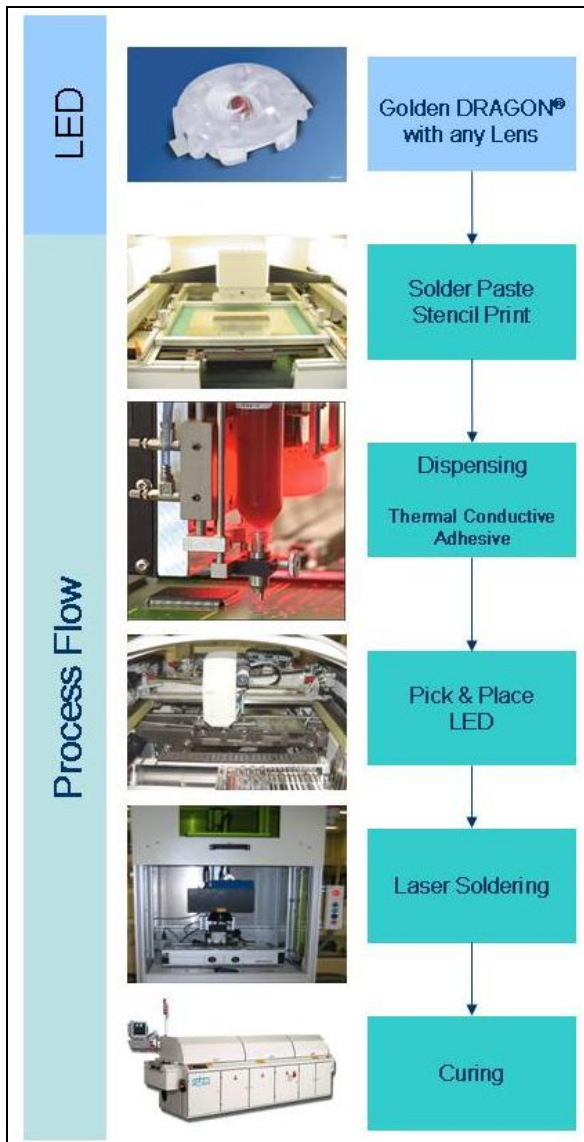 LED
Golden DRAGON®
with any Lens
Process Flow
Solder Paste
Stencil Print
Dispensing
Thermal Conductive
Adhesive
Pick & Place
LED
Laser Soldering
Curing